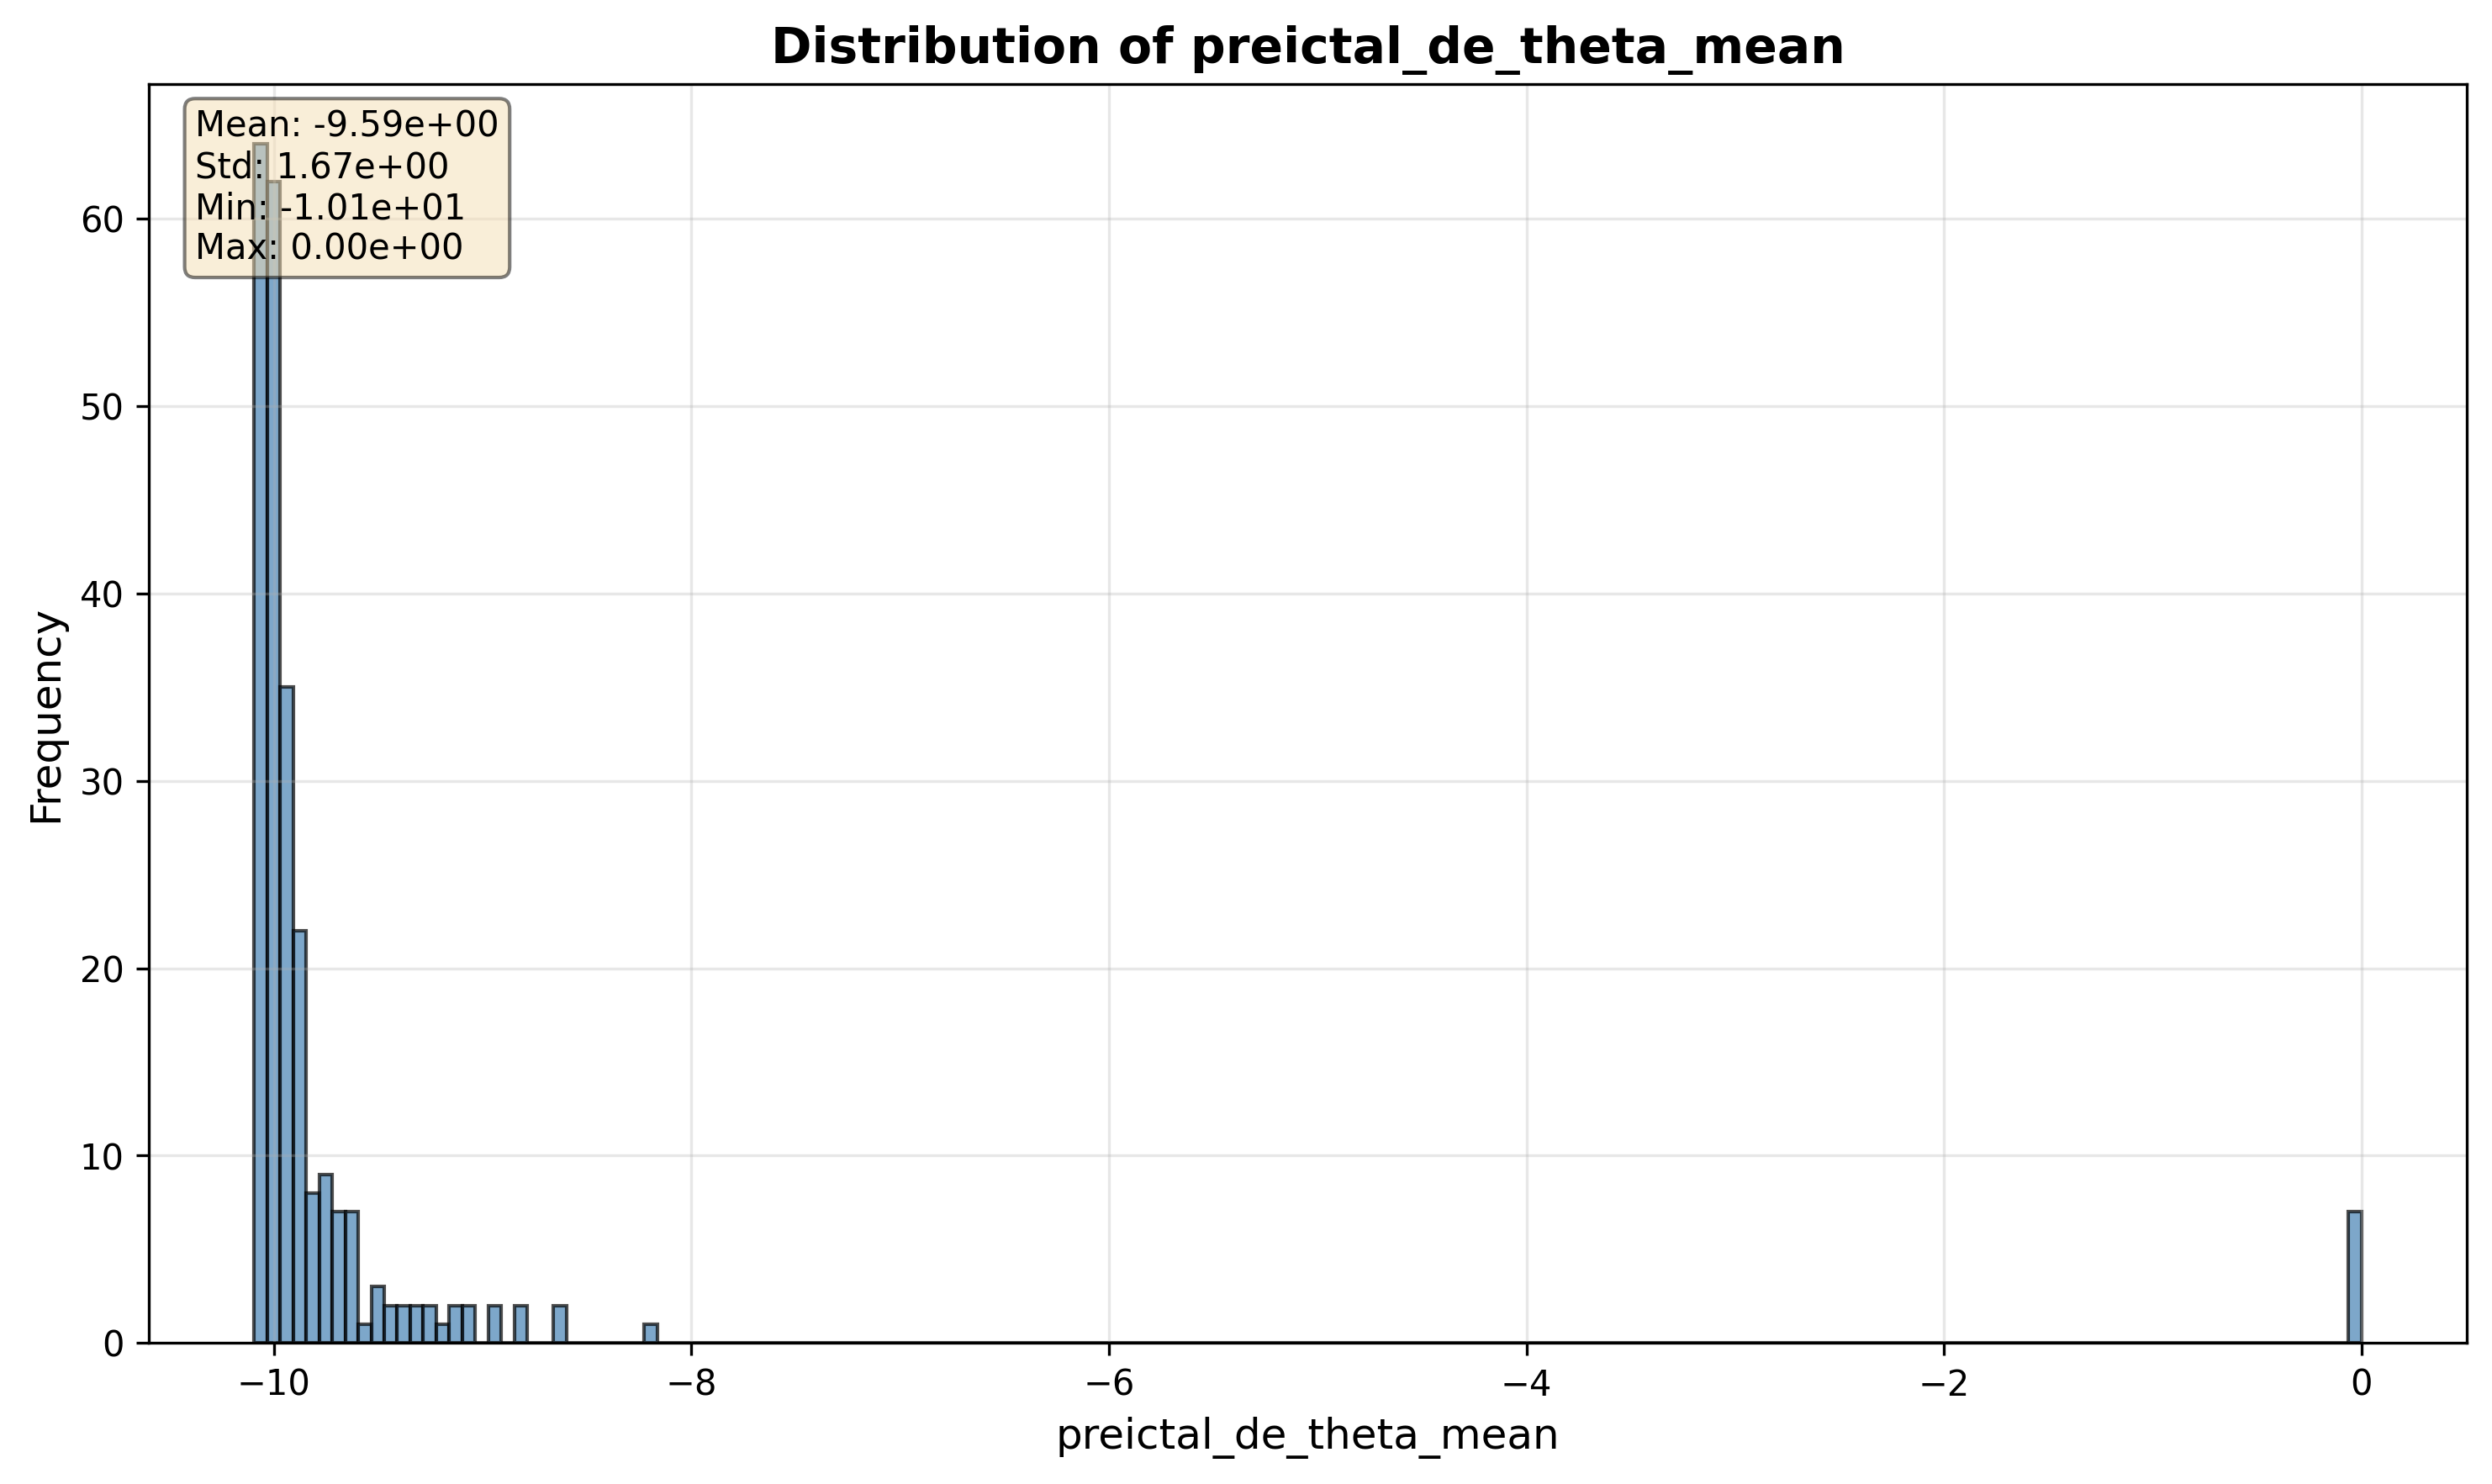 Distribution of preictal_de_theta_mean
Mean: -9.59e+00
Std: 1.67e+00
Min: -1.01e+01
Max: 0.00e+00
Frequency
60
50
40
30
20
10
0
−10
−8
−6
−4
−2
0
preictal_de_theta_mean